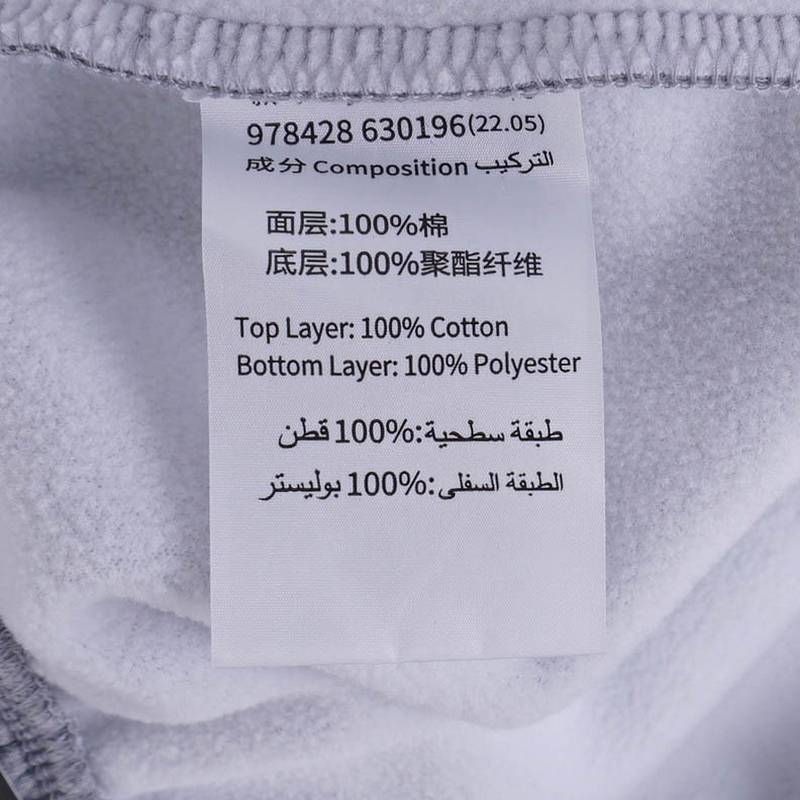 978428 630196(22.05)
成分 Composition التركيب
面层:100%棉
底层:100%聚酯纤维
Top Layer: 100% Cotton
Bottom Layer: 100% Polyester
طبقة سطحية:100% قطن
الطبقة السفلى:100% بوليستر